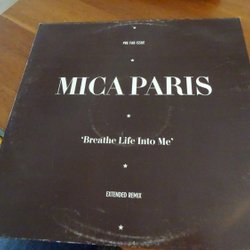 MICA PARIS
'Breathe Life Into Me'
EXTENDED REMIX